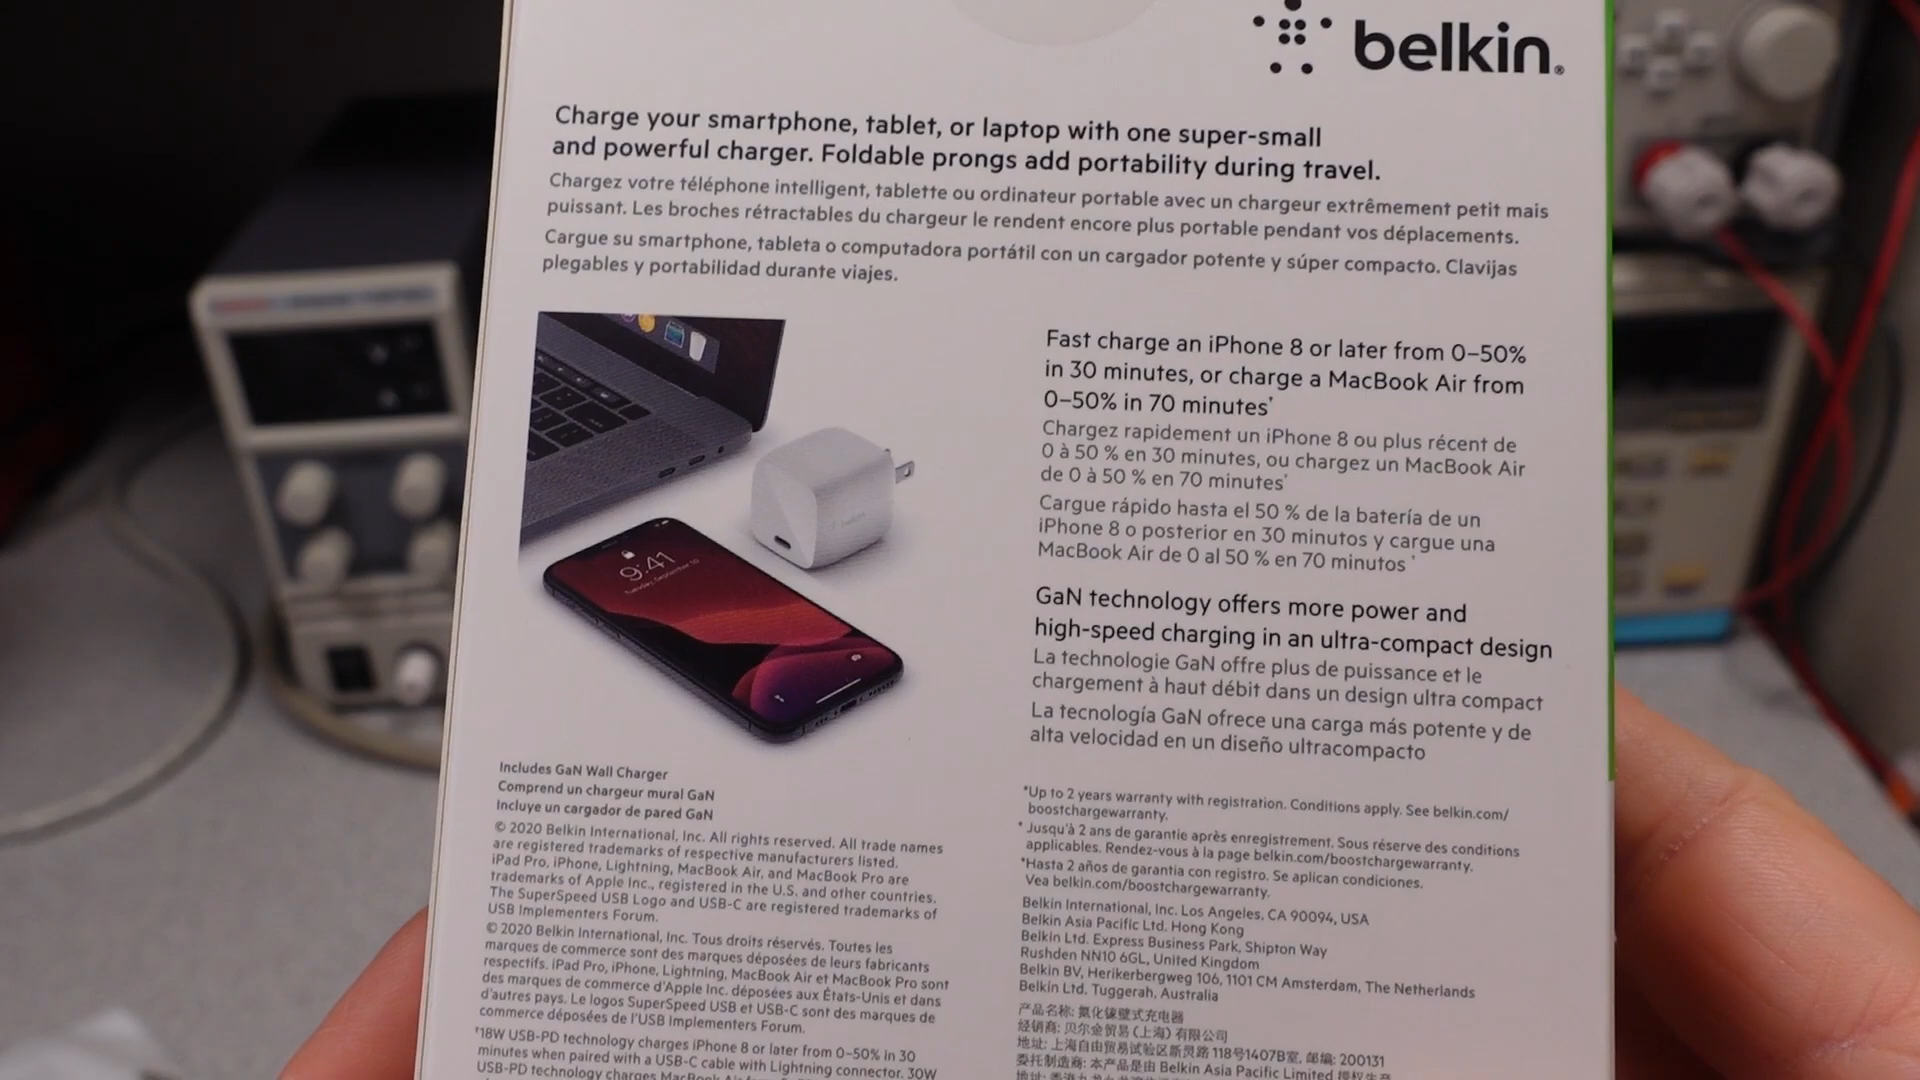 belkin
Charge your smartphone, tablet, or laptop with one super-small
and powerful charger. Foldable prongs add portability during travel.
Chargez votre téléphone intelligent, tablette ou ordinateur portable avec un chargeur extrêmement petit mais
puissant. Les broches rétractables du chargeur le rendent encore plus portable pendant vos déplacements.
Cargue su smartphone, tableta o computadora portátil con un cargador potente y súper compacto. Clavijas
plegables y portabilidad durante viajes.
Fast charge an iPhone 8 or later from 0–50%
in 30 minutes, or charge a MacBook Air from
0–50% in 70 minutes†
Chargez rapidement un iPhone 8 ou plus récent de
0 à 50 % en 30 minutes, ou chargez un MacBook Air
de 0 à 50 % en 70 minutes†
Cargue rápido hasta el 50 % de la batería de un
iPhone 8 o posterior en 30 minutos y cargue una
MacBook Air de 0 al 50 % en 70 minutos †
GaN technology offers more power and
high-speed charging in an ultra-compact design
La technologie GaN offre plus de puissance et le
chargement à haut débit dans un design ultra compact
La tecnología GaN ofrece una carga más potente y de
alta velocidad en un diseño ultracompacto
belkin
9:41
Includes GaN Wall Charger
Comprend un chargeur mural GaN
Incluye un cargador de pared GaN
© 2020 Belkin International, Inc. All rights reserved. All trade names
are registered trademarks of respective manufacturers listed.
iPad Pro, iPhone, Lightning, MacBook Air, and MacBook Pro are
trademarks of Apple Inc., registered in the U.S. and other countries.
The SuperSpeed USB Logo and USB-C are registered trademarks of
USB Implementers Forum.
© 2020 Belkin International, Inc. Tous droits réservés. Toutes les
marques de commerce sont des marques déposées de leurs fabricants
respectifs. iPad Pro, iPhone, Lightning, MacBook Air et MacBook Pro sont
des marques de commerce d'Apple Inc. déposées aux États-Unis et dans
d'autres pays. Le logos SuperSpeed USB et USB-C sont des marques de
commerce déposées de l'USB Implementers Forum.
†18W USB-PD technology charges iPhone 8 or later from 0–50% in 30
minutes when paired with a USB-C cable with Lightning connector. 30W
USB-PD technology charges MacBook Air
*Up to 2 years warranty with registration. Conditions apply. See belkin.com/
boostchargewarranty.
* Jusqu'à 2 ans de garantie après enregistrement. Sous réserve des conditions
applicables. Rendez-vous à la page belkin.com/boostchargewarranty.
*Hasta 2 años de garantía con registro. Se aplican condiciones.
Vea belkin.com/boostchargewarranty.
Belkin International, Inc. Los Angeles, CA 90094, USA
Belkin Asia Pacific Ltd. Hong Kong
Belkin Ltd. Express Business Park, Shipton Way
Rushden NN10 6GL, United Kingdom
Belkin BV, Herikerbergweg 106, 1101 CM Amsterdam, The Netherlands
Belkin Ltd. Tuggerah, Australia
产品名称: 氮化镓壁式充电器
经销商: 贝尔金贸易 (上海) 有限公司
地址: 上海自由贸易试验区新灵路 118号1407B室, 邮编: 200131
委托制造商: 本产品是由 Belkin Asia Pacific Limited 授权生产